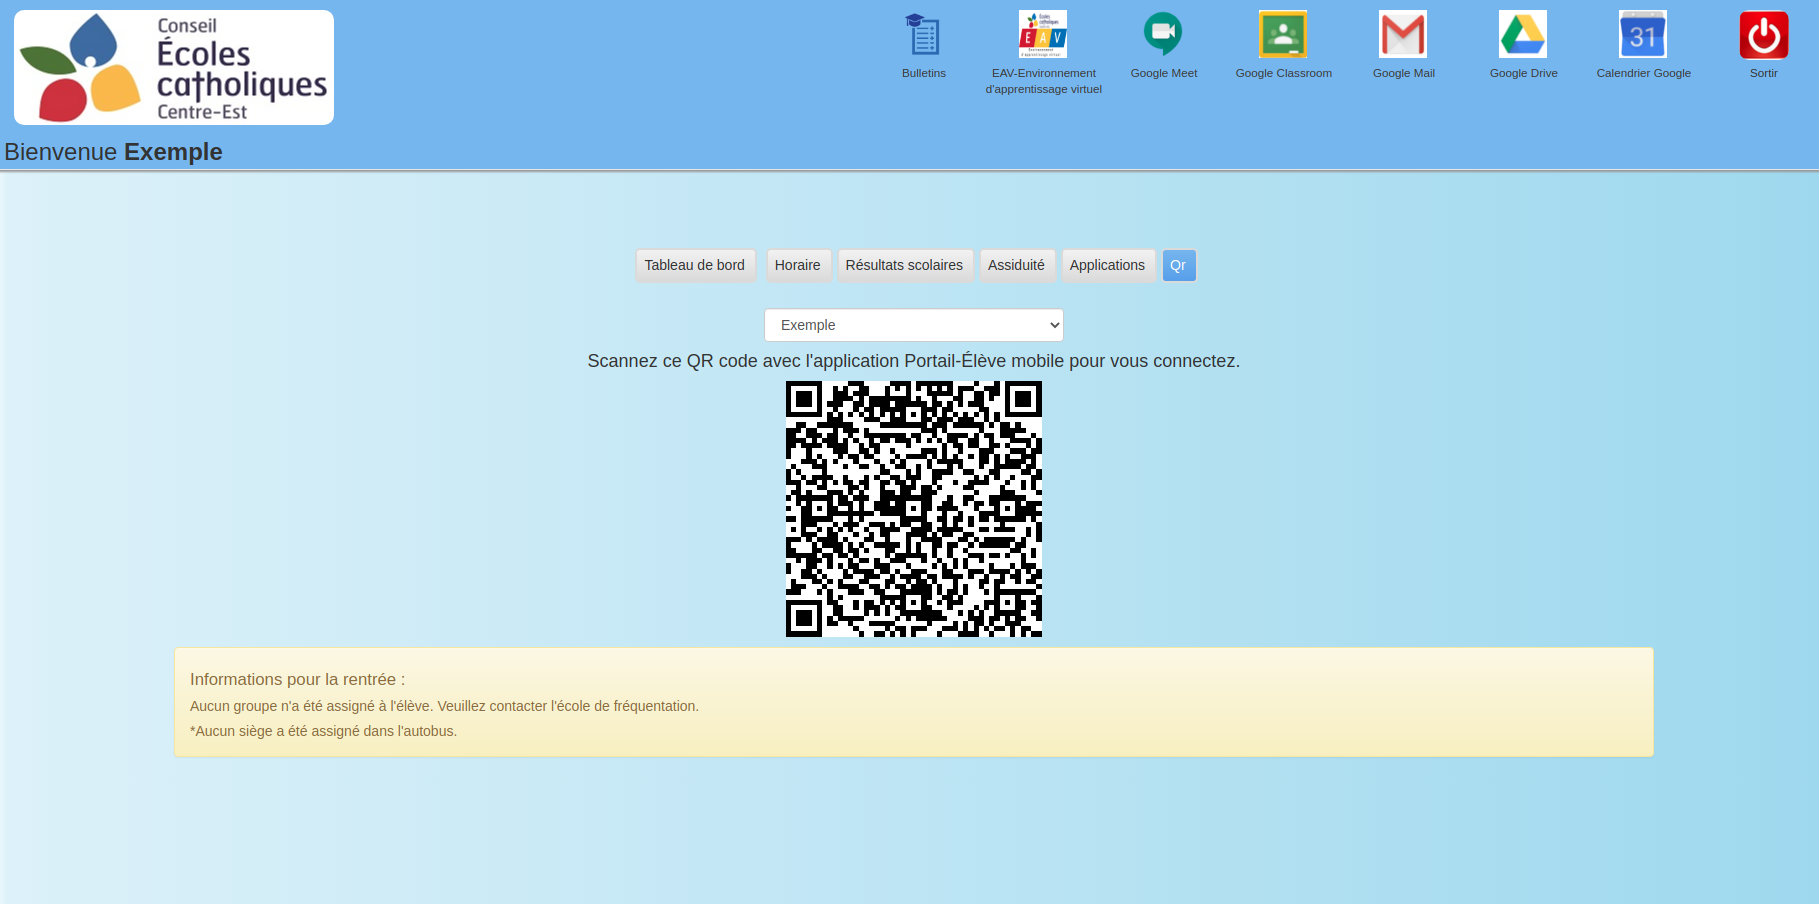 Conseil
Écoles
catholiques
Centre-Est
Bulletins
Écoles
catholiques
EAV
EAV-Environnement
d'apprentissage virtuel
Google Meet
Google Classroom
Google Mail
Google Drive
31
Calendrier Google
Sortir
Bienvenue Exemple
Tableau de bord
Horaire
Résultats scolaires
Assiduité
Applications
Qr
Exemple
Scannez ce QR code avec l'application Portail-Élève mobile pour vous connectez.
Informations pour la rentrée :
Aucun groupe n'a été assigné à l'élève. Veuillez contacter l'école de fréquentation.
*Aucun siège a été assigné dans l'autobus.